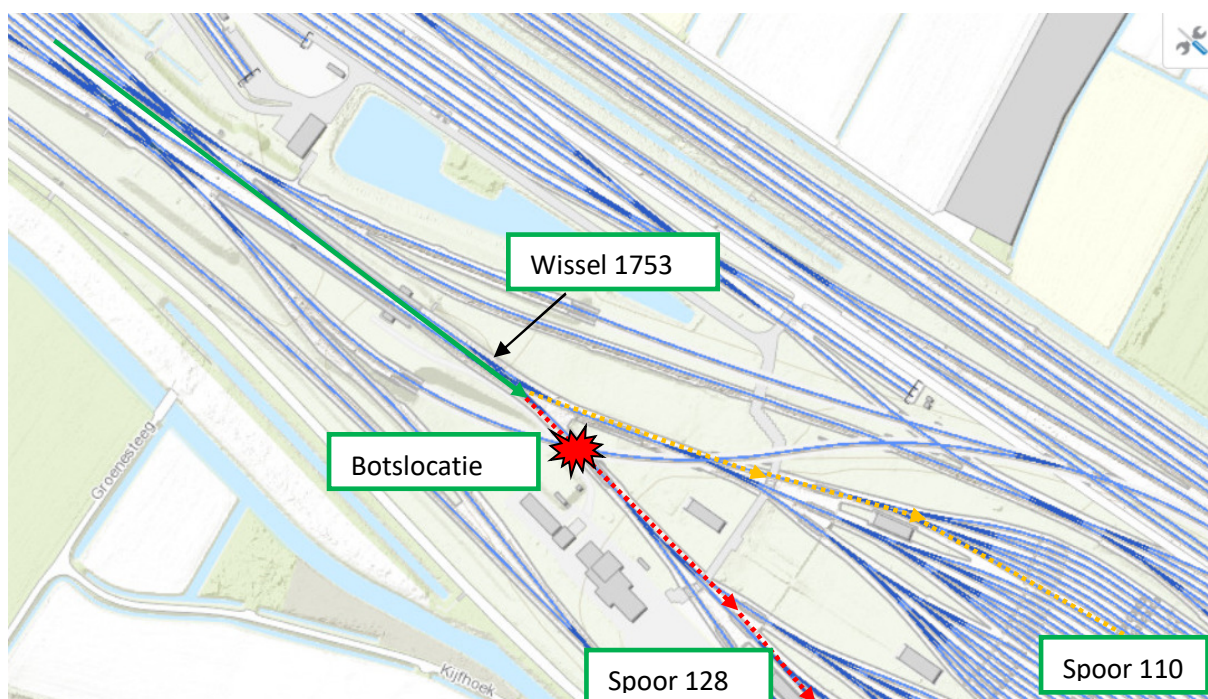 Wissel 1753
Botslocatie
Groenesteeg
Kijfhoek
Spoor 128
Spoor 110